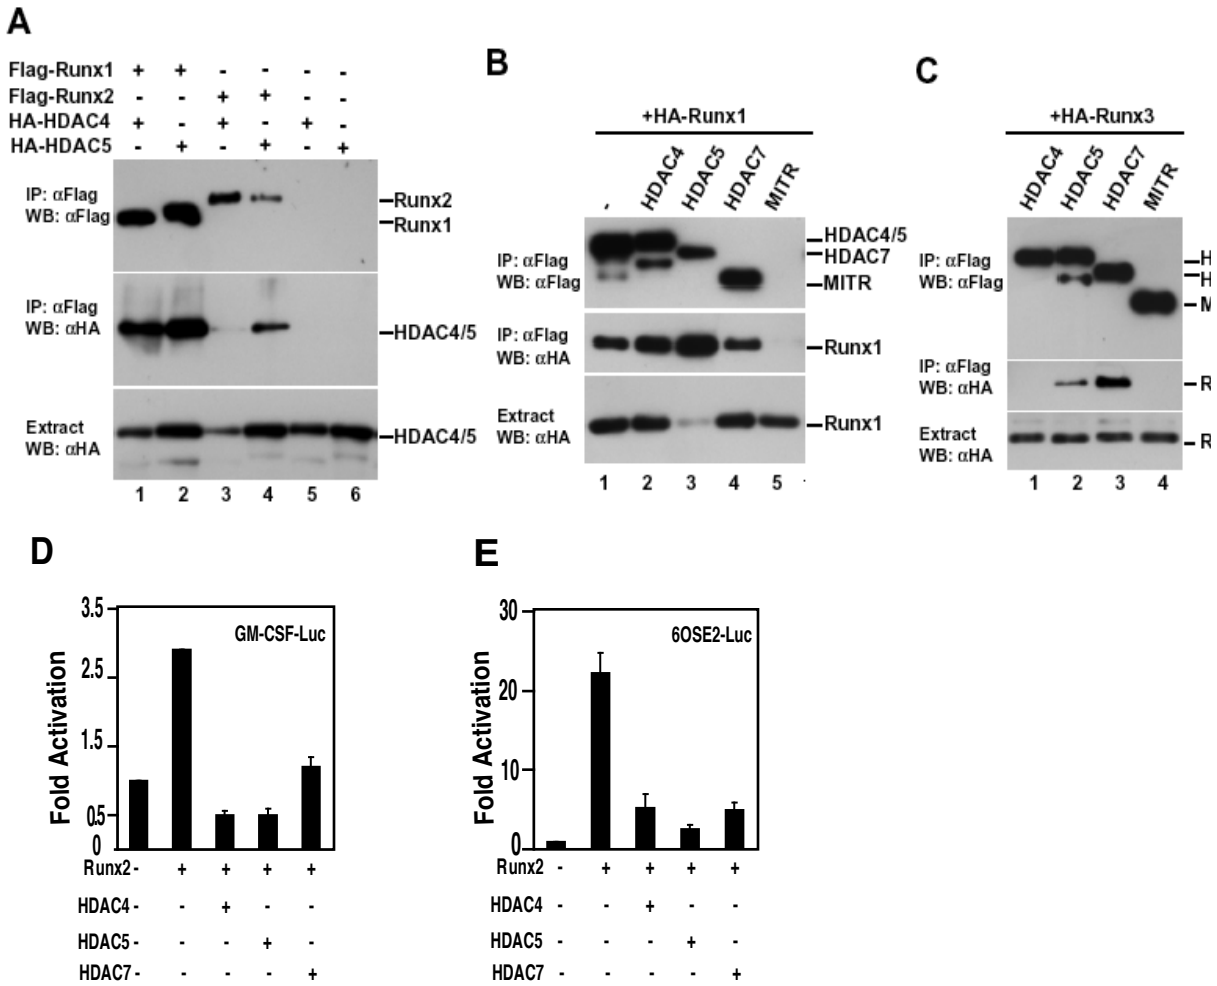 A
Flag-Runx1 + + - - - -
Flag-Runx2 - - + + - -
HA-HDAC4 + - + - + -
HA-HDAC5 - + - + - +
IP: αFlag
WB: αFlag
Runx2
Runx1
IP: αFlag
WB: αHA
HDAC4/5
Extract
WB: αHA
HDAC4/5
1 2 3 4 5 6
B
+HA-Runx1
- HDAC4 HDAC5 HDAC7 MITR
IP: αFlag
WB: αFlag
HDAC4/5
HDAC7
MITR
IP: αFlag
WB: αHA
Runx1
Extract
WB: αHA
Runx1
1 2 3 4 5
C
+HA-Runx3
HDAC4 HDAC5 HDAC7 MITR
IP: αFlag
WB: αFlag
H
H
M
IP: αFlag
WB: αHA
R
Extract
WB: αHA
R
1 2 3 4
D
3.5
2.5
1.5
0.5
0
Fold Activation
GM-CSF-Luc
Runx2 - + + + +
HDAC4 - - + - -
HDAC5 - - - + -
HDAC7 - - - - +
E
30
20
10
0
Fold Activation
6OSE2-Luc
Runx2 - + + + +
HDAC4 - - + - -
HDAC5 - - - + -
HDAC7 - - - - +